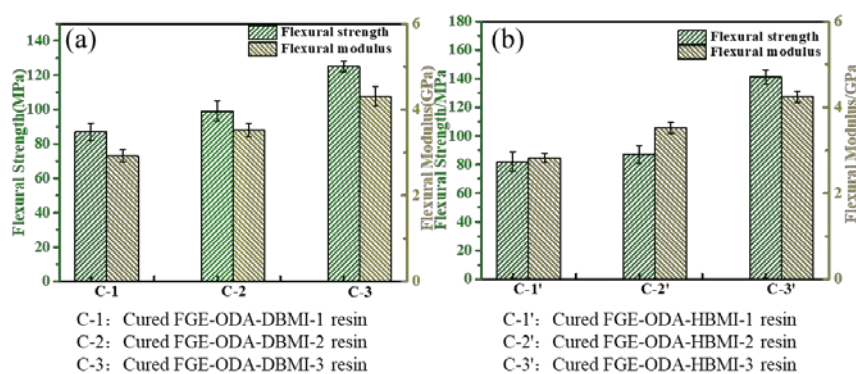 (a)
Flexural strength
Flexural modulus
Flexural Strength(MPa)
0
20
40
60
80
100
120
140
Flexural Modulus(GPa)
0
2
4
6
C-1
C-2
C-3
C-1：Cured FGE-ODA-DBMI-1 resin
C-2：Cured FGE-ODA-DBMI-2 resin
C-3：Cured FGE-ODA-DBMI-3 resin
(b)
Flexural strength
Flexural modulus
Flexural Strength/MPa
0
20
40
60
80
100
120
140
160
180
Flexural Modulus/GPa
0
2
4
6
C-1'
C-2'
C-3'
C-1'：Cured FGE-ODA-HBMI-1 resin
C-2'：Cured FGE-ODA-HBMI-2 resin
C-3'：Cured FGE-ODA-HBMI-3 resin